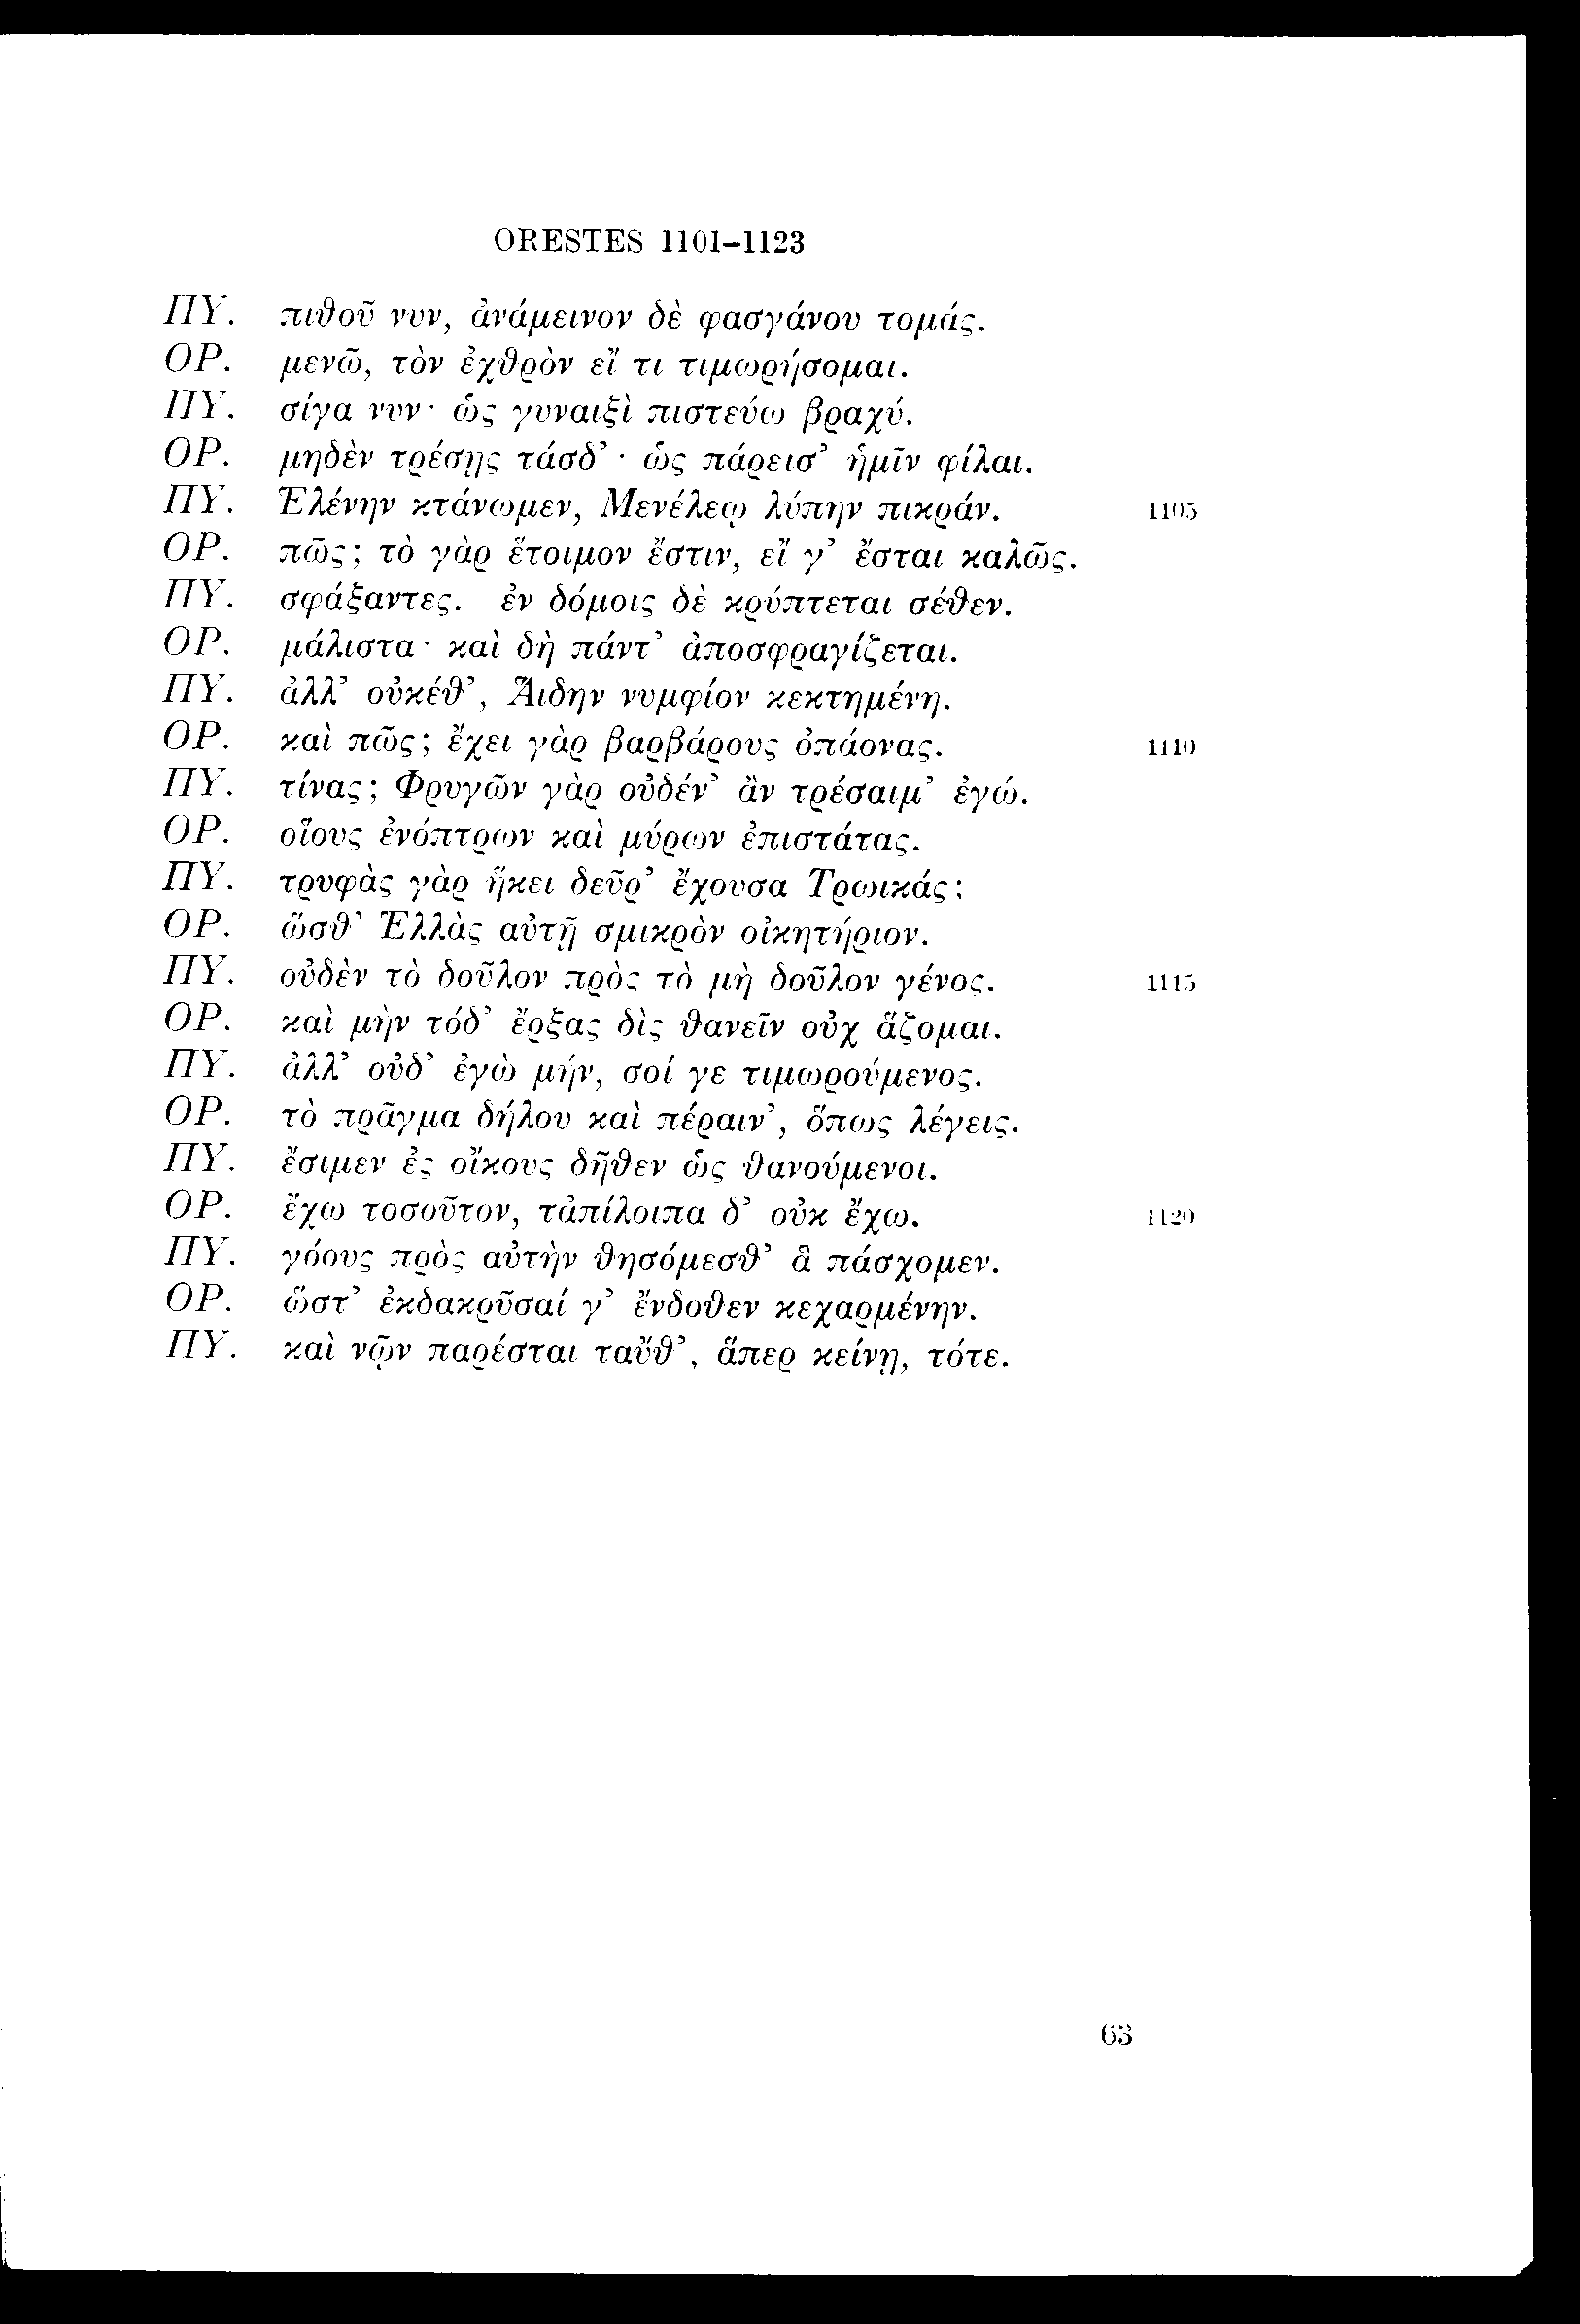 ORESTES 1101–1123
ΠΥ. πιθοῦ νυν, ἀνάμεινον δὲ φασγάνου τομάς.
ΟΡ. μενῶ, τὸν ἐχθρὸν εἴ τι τιμωρήσομαι.
ΠΥ. σίγα νυν· ὡς γυναιξὶ πιστεύω βραχύ.
ΟΡ. μηδὲν τρέσῃς τάσδ’· ὡς πάρεισ’ ἡμῖν φίλαι.
ΠΥ. Ἑλένην κτάνωμεν, Μενέλεῳ λύπην πικράν. 1105
ΟΡ. πῶς; τὸ γὰρ ἕτοιμον ἔστιν, εἴ γ’ ἔσται καλῶς.
ΠΥ. σφάξαντες. ἐν δόμοις δὲ κρύπτεται σέθεν.
ΟΡ. μάλιστα· καὶ δὴ πάντ’ ἀποσφραγίζεται.
ΠΥ. ἀλλ’ οὐκέθ’, Ἅιδην νυμφίον κεκτημένη.
ΟΡ. καὶ πῶς; ἔχει γὰρ βαρβάρους ὀπάονας. 1110
ΠΥ. τίνας; Φρυγῶν γὰρ οὐδέν’ ἂν τρέσαιμ’ ἐγώ.
ΟΡ. οἵους ἐνόπτρων καὶ μύρων ἐπιστάτας.
ΠΥ. τρυφὰς γὰρ ἥκει δεῦρ’ ἔχουσα Τρωικάς;
ΟΡ. ὥσθ’ Ἑλλὰς αὐτῇ σμικρὸν οἰκητήριον.
ΠΥ. οὐδὲν τὸ δοῦλον πρὸς τὸ μὴ δοῦλον γένος. 1115
ΟΡ. καὶ μὴν τόδ’ ἔρξας δὶς θανεῖν οὐχ ἅζομαι.
ΠΥ. ἀλλ’ οὐδ’ ἐγὼ μήν, σοί γε τιμωρούμενος.
ΟΡ. τὸ πρᾶγμα δήλου καὶ πέραιν’, ὅπως λέγεις.
ΠΥ. ἔσιμεν ἐς οἴκους δῆθεν ὡς θανούμενοι.
ΟΡ. ἔχω τοσοῦτον, τἀπίλοιπα δ’ οὐκ ἔχω. 1120
ΠΥ. γόους πρὸς αὐτὴν θησόμεσθ’ ἃ πάσχομεν.
ΟΡ. ὥστ’ ἐκδακρῦσαί γ’ ἔνδοθεν κεχαρμένην.
ΠΥ. καὶ νῷν παρέσται ταὔθ’, ἅπερ κείνῃ, τότε.
63